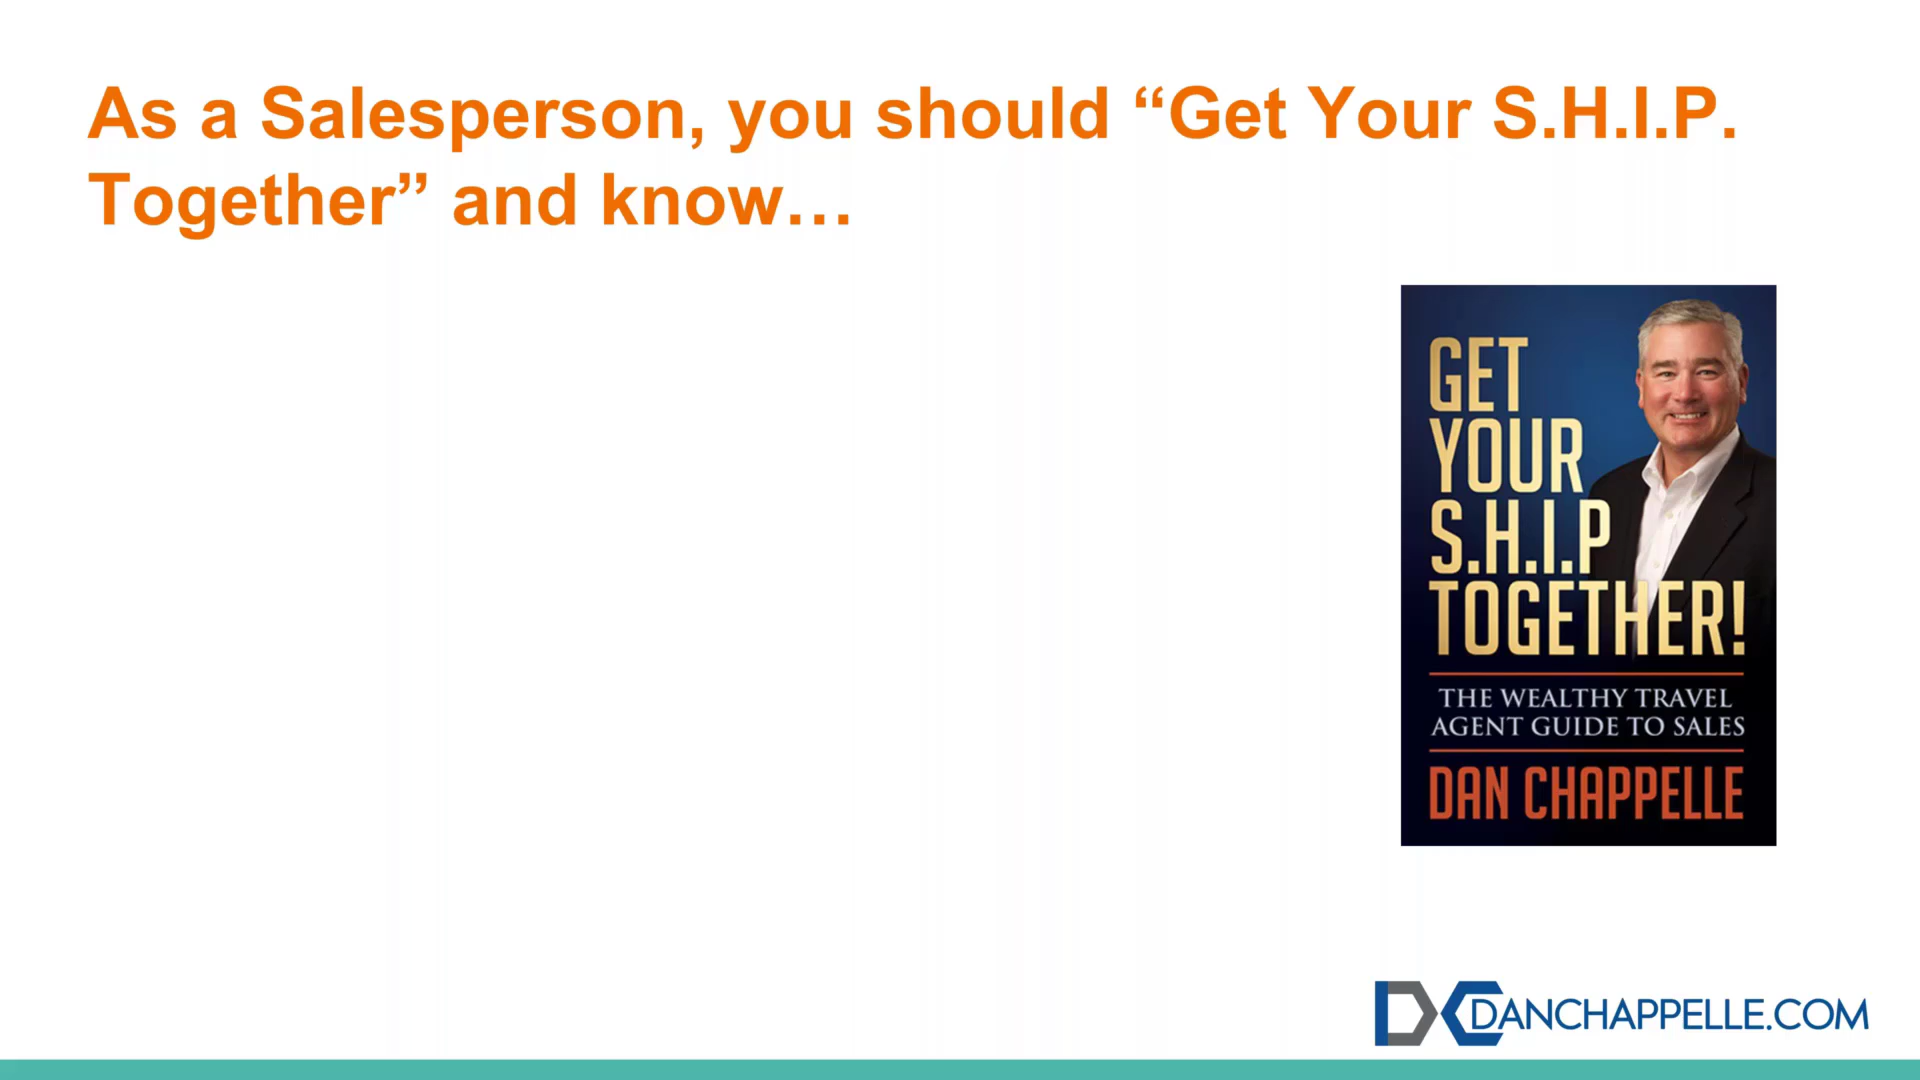 As a Salesperson, you should “Get Your S.H.I.P.
Together” and know…
GET
YOUR
S.H.I.P
TOGETHER!
THE WEALTHY TRAVEL
AGENT GUIDE TO SALES
DAN CHAPPELLE
DC DANCHAPPELLE.COM